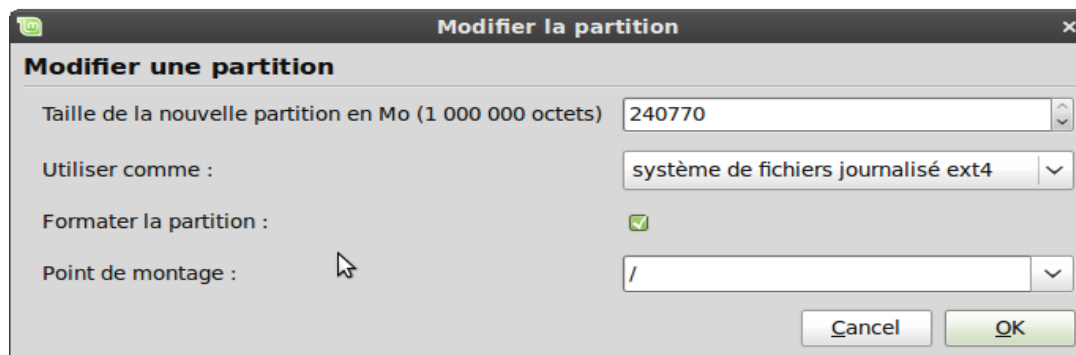 Modifier la partition
Modifier une partition
Taille de la nouvelle partition en Mo (1 000 000 octets) 240770
Utiliser comme : système de fichiers journalisé ext4
Formater la partition :
Point de montage : /
Cancel OK